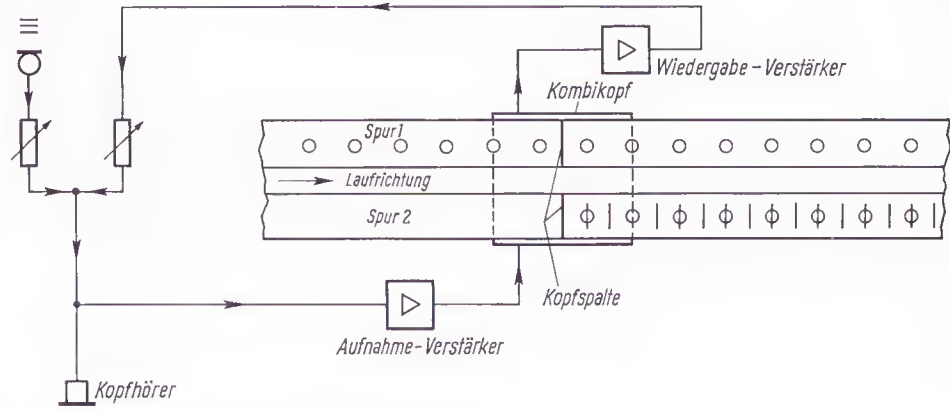 Wiedergabe-Verstärker
Kombikopf
Spur 1
Laufrichtung
Spur 2
Kopfspalte
Aufnahme-Verstärker
Kopfhörer